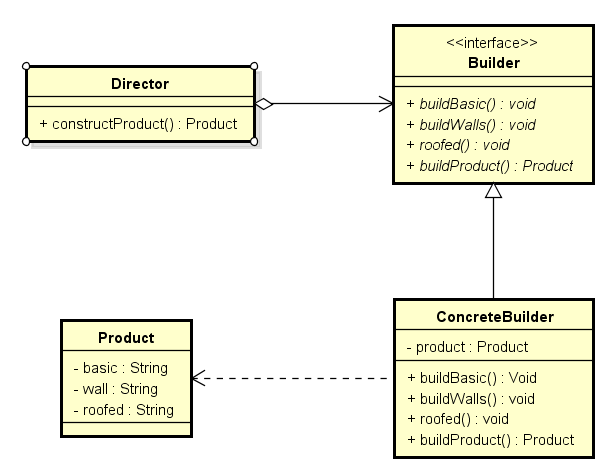 Director
+ constructProduct() : Product
<<interface>>
Builder
+ buildBasic() : void
+ buildWalls() : void
+ roofed() : void
+ buildProduct() : Product
Product
- basic : String
- wall : String
- roofed : String
ConcreteBuilder
- product : Product
+ buildBasic() : Void
+ buildWalls() : void
+ roofed() : void
+ buildProduct() : Product